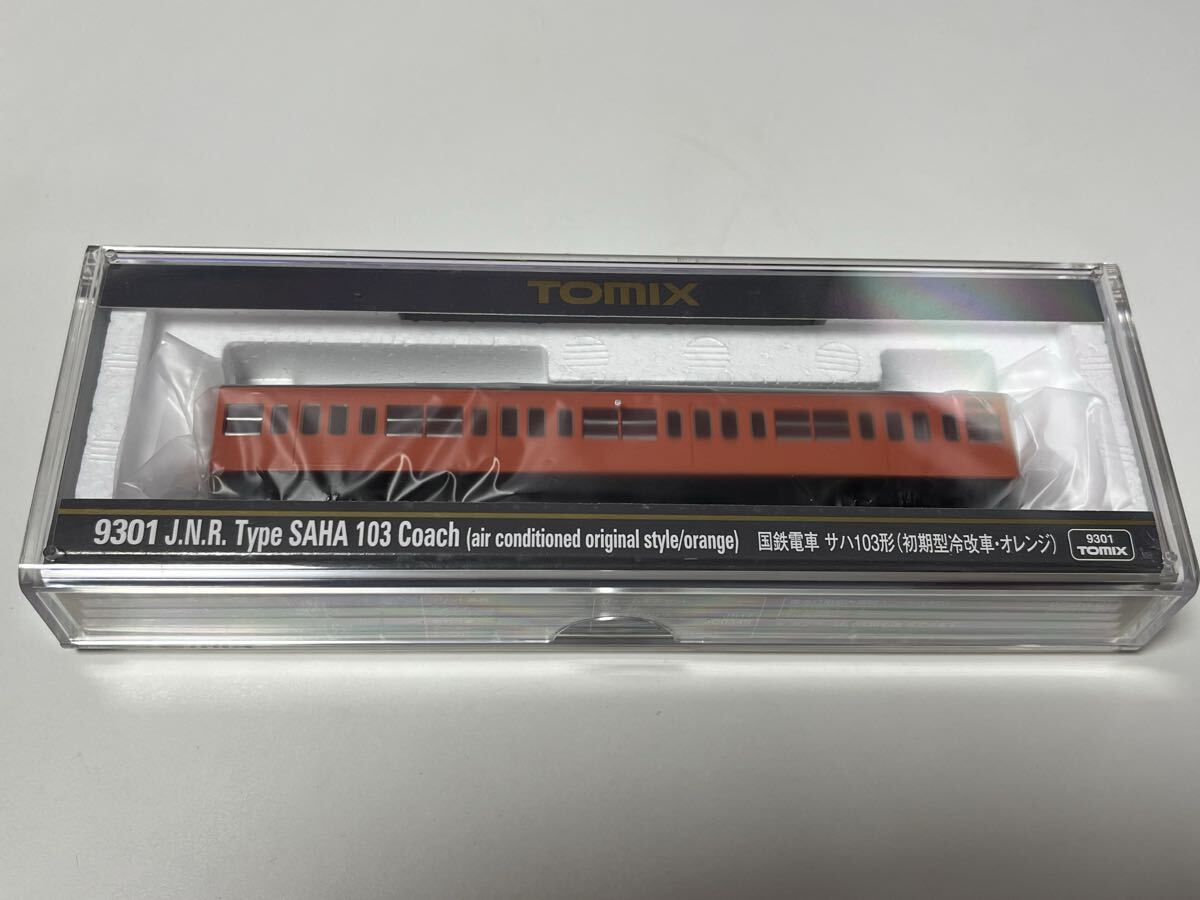 TOMIX
9301 J.N.R. Type SAHA 103 Coach (air conditioned original style/orange) 国鉄電車 サハ103形(初期型冷改車・オレンジ)
9301
TOMIX